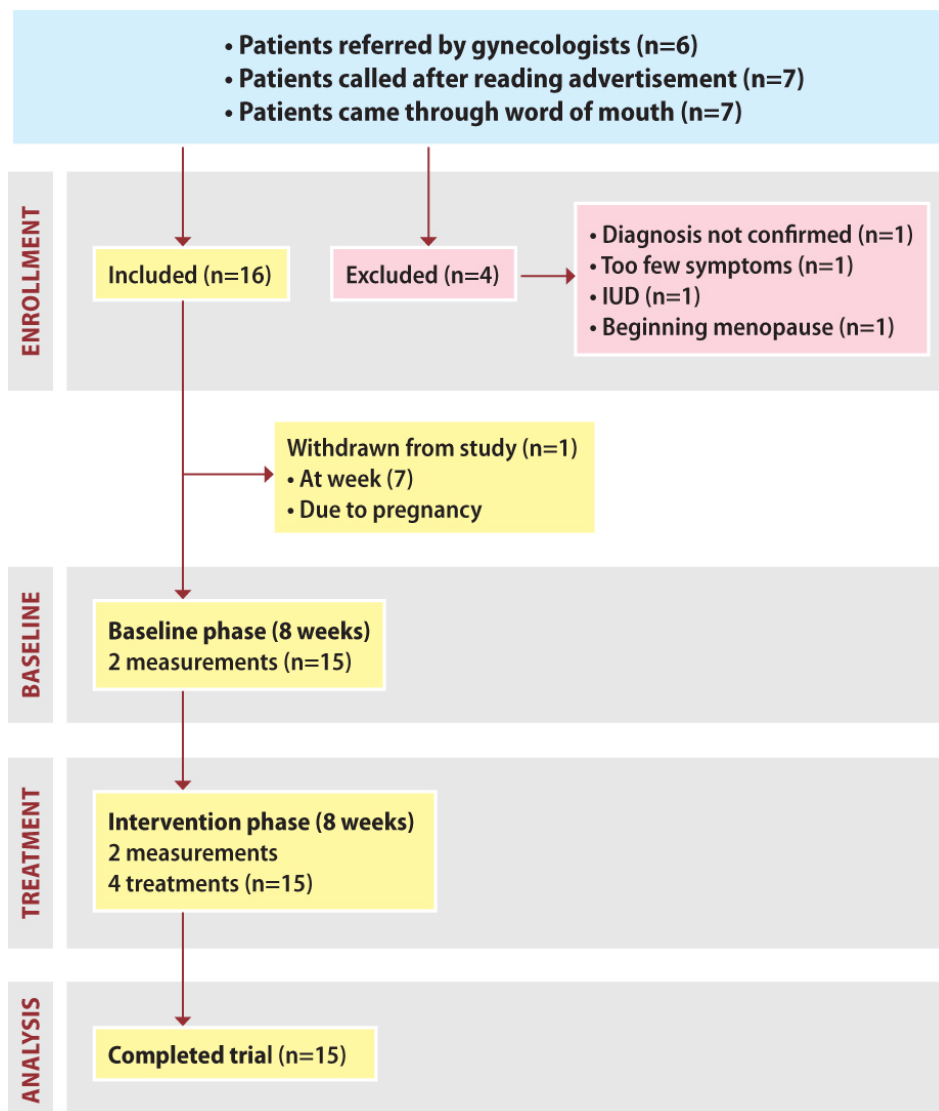 • Patients referred by gynecologists (n=6)
• Patients called after reading advertisement (n=7)
• Patients came through word of mouth (n=7)
ENROLLMENT
Included (n=16)
Excluded (n=4)
• Diagnosis not confirmed (n=1)
• Too few symptoms (n=1)
• IUD (n=1)
• Beginning menopause (n=1)
Withdrawn from study (n=1)
• At week (7)
• Due to pregnancy
BASELINE
Baseline phase (8 weeks)
2 measurements (n=15)
TREATMENT
Intervention phase (8 weeks)
2 measurements
4 treatments (n=15)
ANALYSIS
Completed trial (n=15)